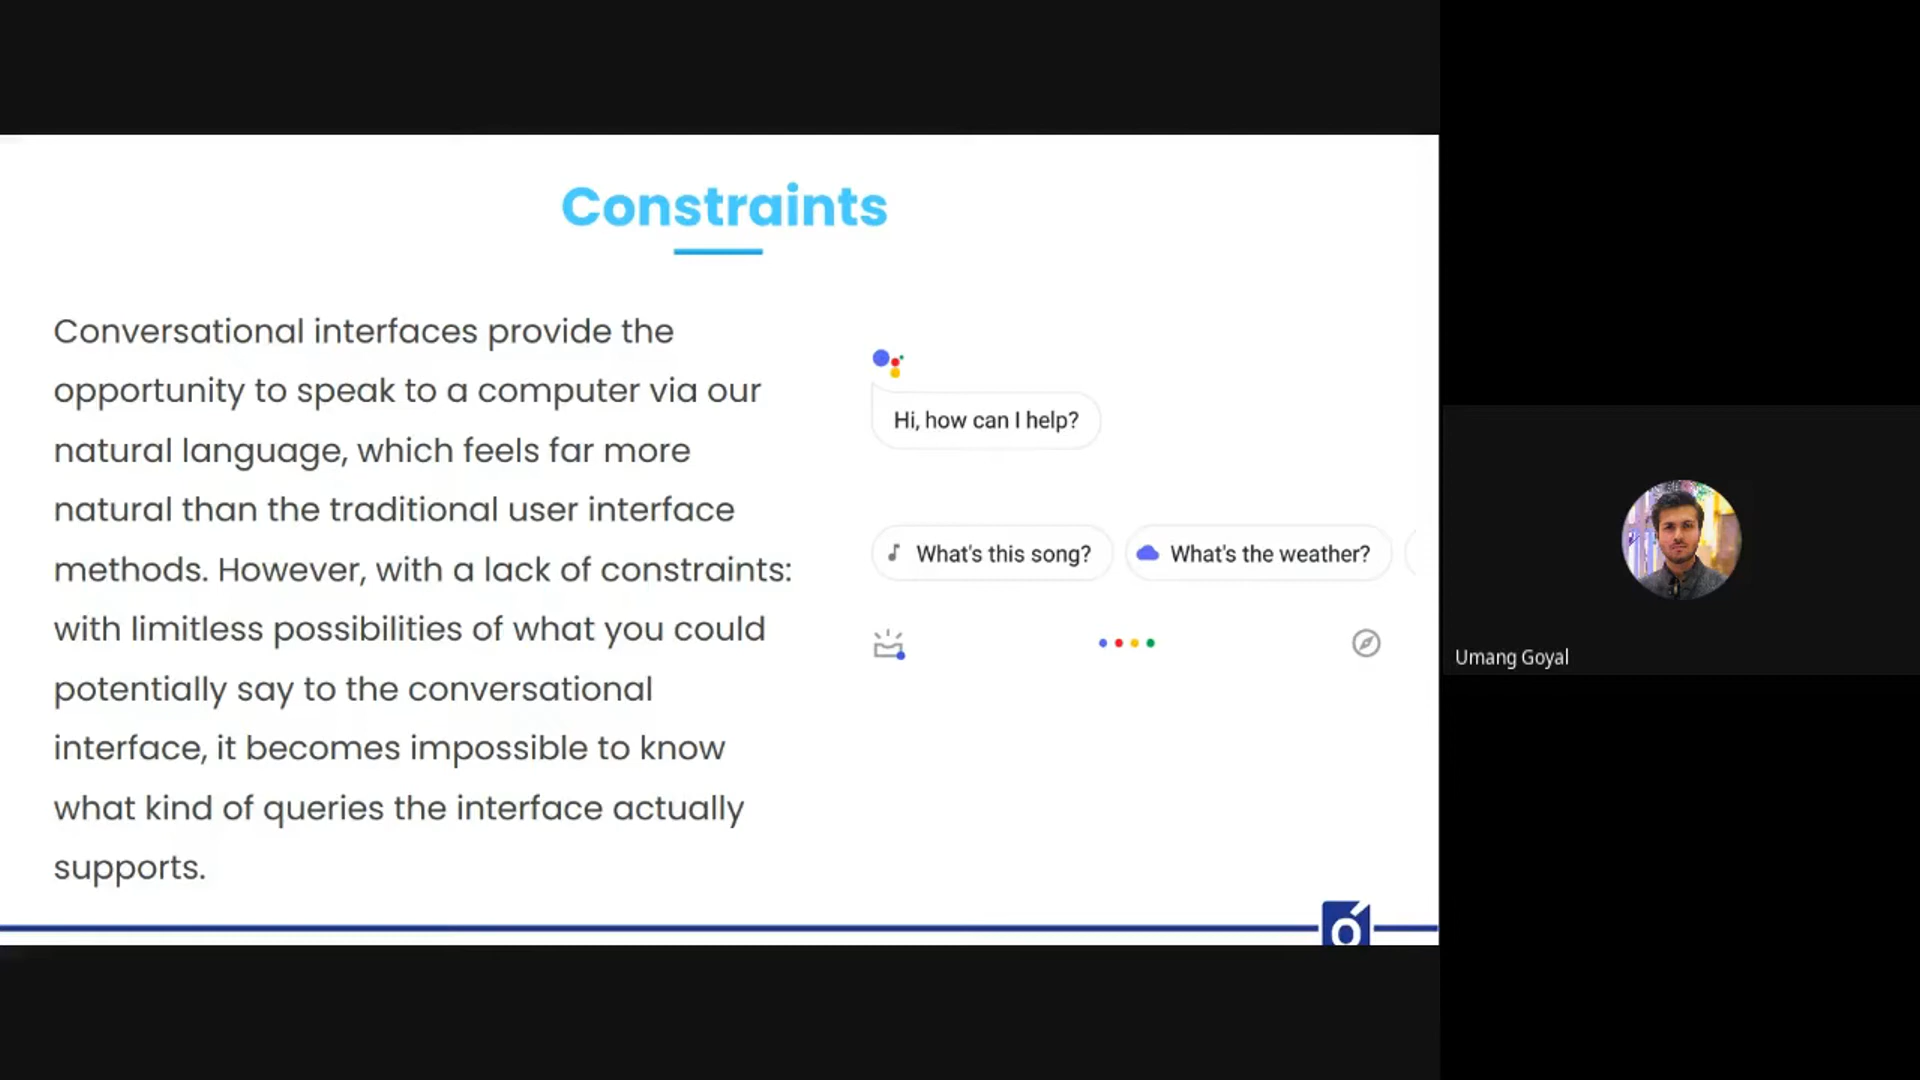 Constraints
Conversational interfaces provide the
opportunity to speak to a computer via our
natural language, which feels far more
natural than the traditional user interface
methods. However, with a lack of constraints:
with limitless possibilities of what you could
potentially say to the conversational
interface, it becomes impossible to know
what kind of queries the interface actually
supports.
Hi, how can I help?
What's this song?
What's the weather?
Umang Goyal